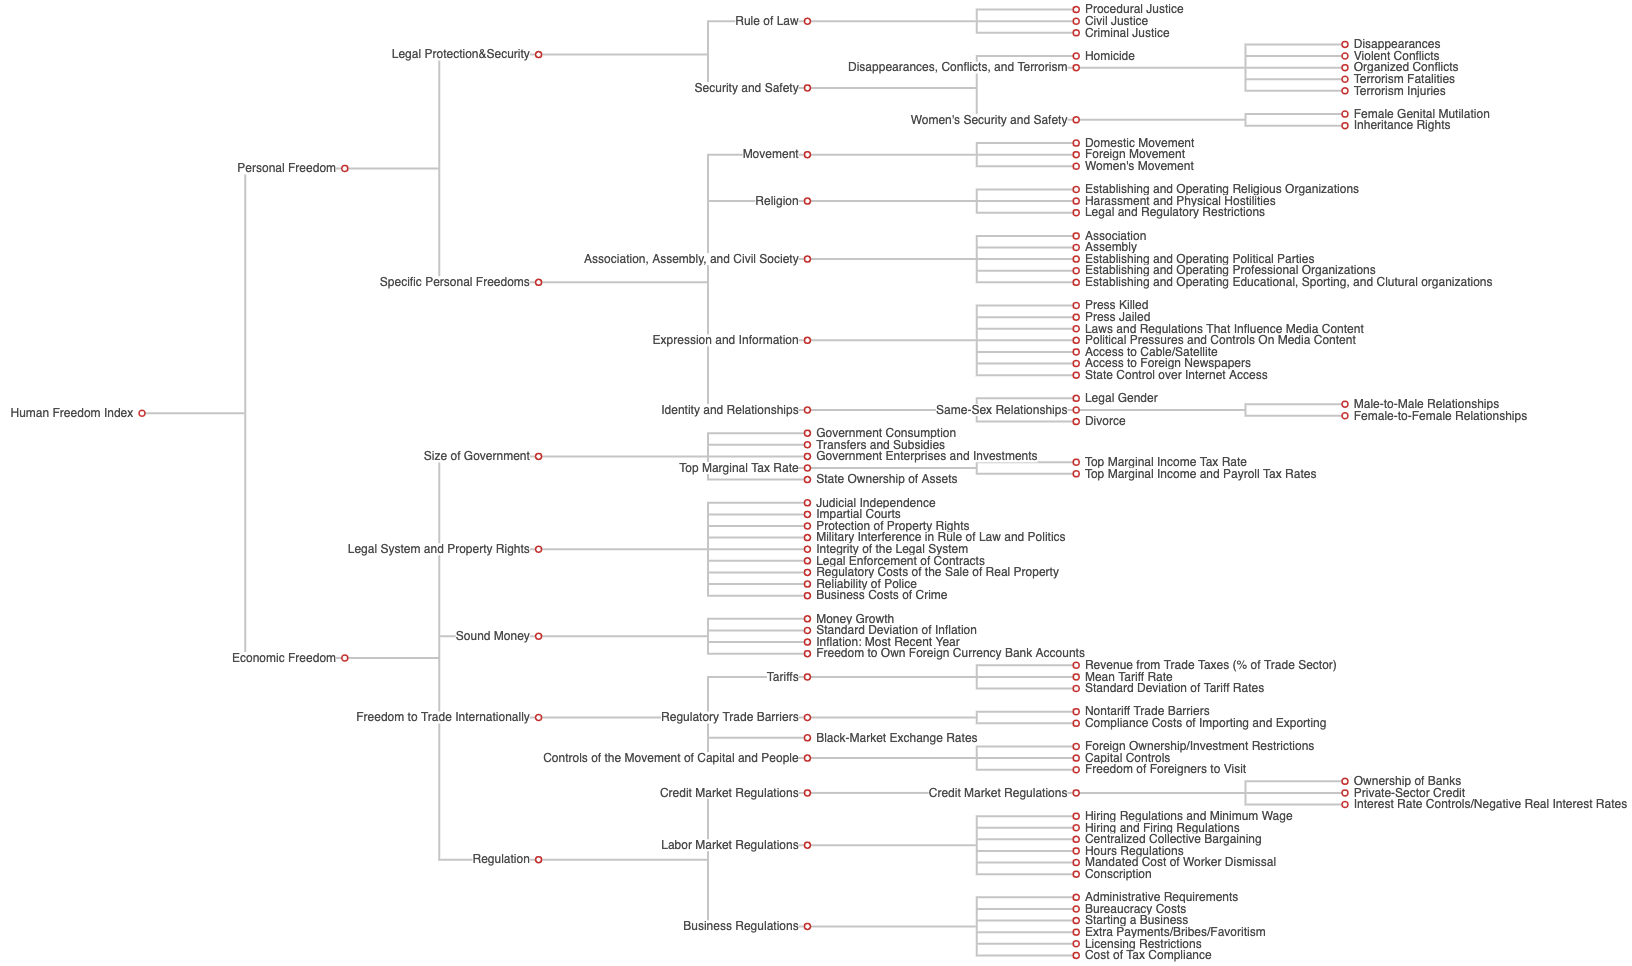 Procedural Justice
Rule of Law
Civil Justice
Criminal Justice
Disappearances
Legal Protection&Security
Homicide
Violent Conflicts
Disappearances, Conflicts, and Terrorism
Organized Conflicts
Terrorism Fatalities
Security and Safety
Terrorism Injuries
Female Genital Mutilation
Women's Security and Safety
Inheritance Rights
Domestic Movement
Movement
Foreign Movement
Personal Freedom
Women's Movement
Establishing and Operating Religious Organizations
Religion
Harassment and Physical Hostilities
Legal and Regulatory Restrictions
Association
Assembly
Association, Assembly, and Civil Society
Establishing and Operating Political Parties
Establishing and Operating Professional Organizations
Specific Personal Freedoms
Establishing and Operating Educational, Sporting, and Clutural organizations
Press Killed
Press Jailed
Laws and Regulations That Influence Media Content
Expression and Information
Political Pressures and Controls On Media Content
Access to Cable/Satellite
Access to Foreign Newspapers
State Control over Internet Access
Legal Gender
Male-to-Male Relationships
Human Freedom Index
Identity and Relationships
Same-Sex Relationships
Female-to-Female Relationships
Divorce
Government Consumption
Transfers and Subsidies
Size of Government
Government Enterprises and Investments
Top Marginal Income Tax Rate
Top Marginal Tax Rate
Top Marginal Income and Payroll Tax Rates
State Ownership of Assets
Judicial Independence
Impartial Courts
Protection of Property Rights
Military Interference in Rule of Law and Politics
Legal System and Property Rights
Integrity of the Legal System
Legal Enforcement of Contracts
Regulatory Costs of the Sale of Real Property
Reliability of Police
Business Costs of Crime
Money Growth
Standard Deviation of Inflation
Sound Money
Inflation: Most Recent Year
Freedom to Own Foreign Currency Bank Accounts
Economic Freedom
Revenue from Trade Taxes (% of Trade Sector)
Tariffs
Mean Tariff Rate
Standard Deviation of Tariff Rates
Nontariff Trade Barriers
Freedom to Trade Internationally
Regulatory Trade Barriers
Compliance Costs of Importing and Exporting
Black-Market Exchange Rates
Foreign Ownership/Investment Restrictions
Controls of the Movement of Capital and People
Capital Controls
Freedom of Foreigners to Visit
Ownership of Banks
Credit Market Regulations
Credit Market Regulations
Private-Sector Credit
Interest Rate Controls/Negative Real Interest Rates
Hiring Regulations and Minimum Wage
Hiring and Firing Regulations
Centralized Collective Bargaining
Labor Market Regulations
Hours Regulations
Regulation
Mandated Cost of Worker Dismissal
Conscription
Administrative Requirements
Bureaucracy Costs
Starting a Business
Business Regulations
Extra Payments/Bribes/Favoritism
Licensing Restrictions
Cost of Tax Compliance